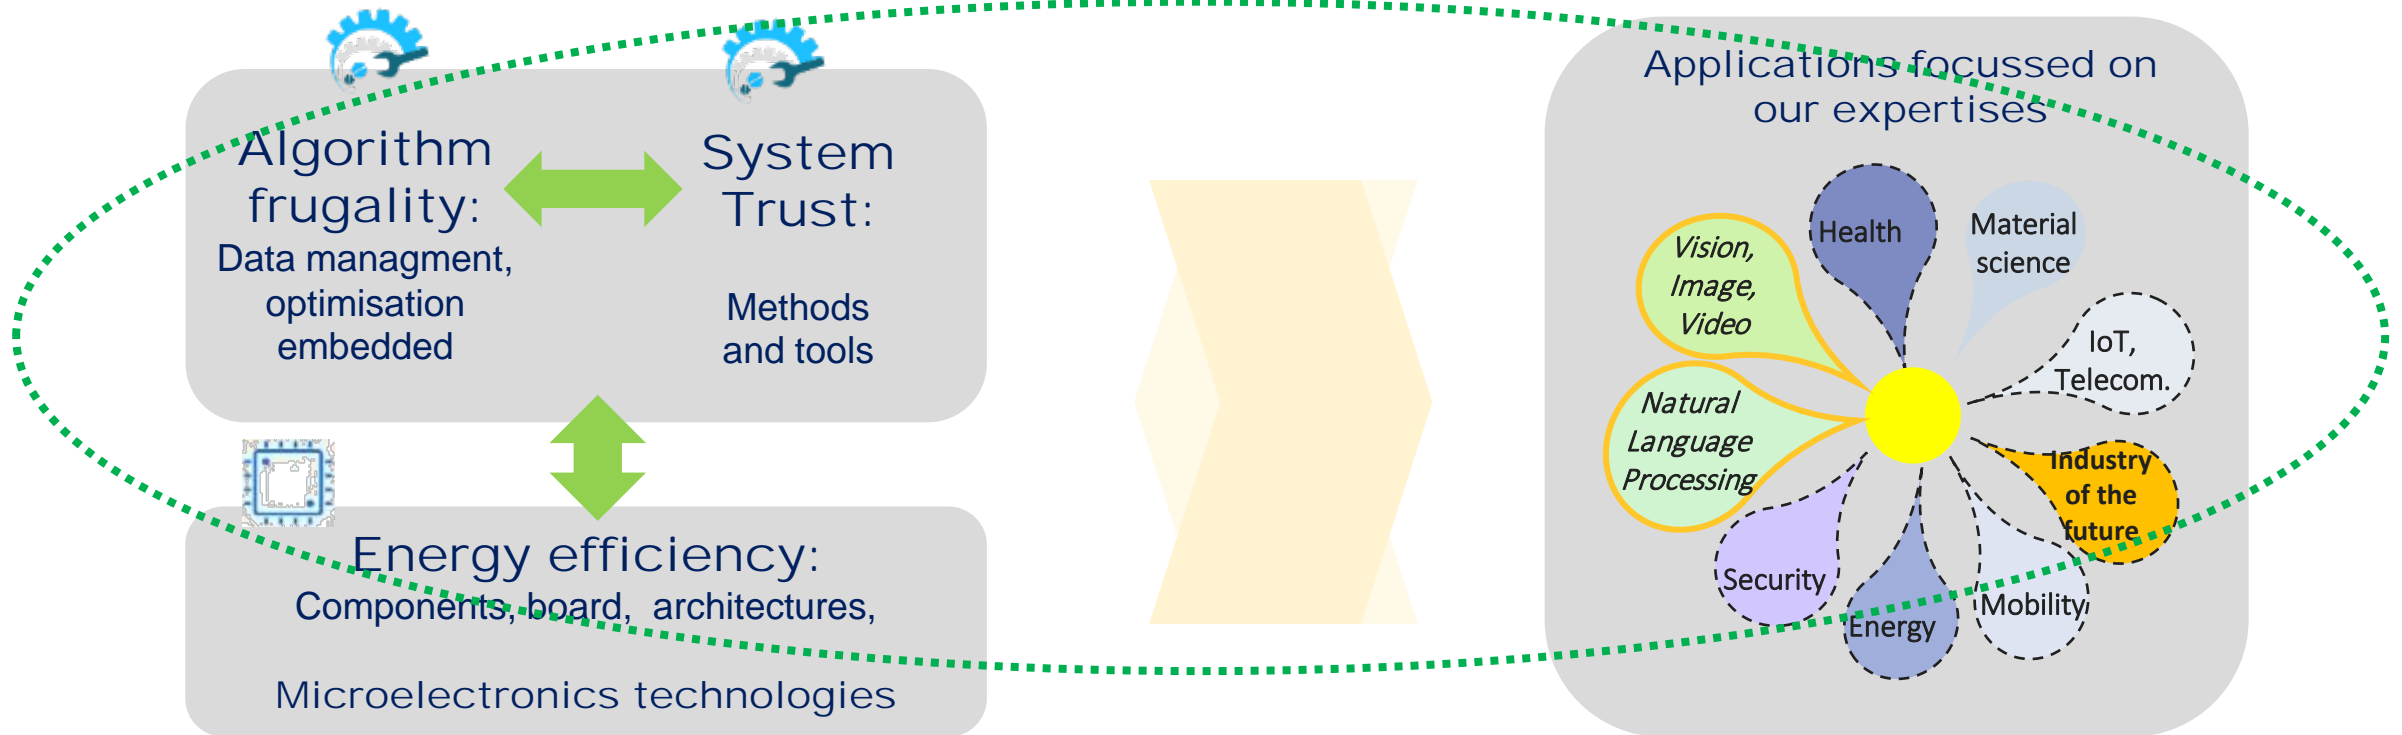 Algorithm
frugality:
Data managment,
optimisation
embedded
System
Trust:
Methods
and tools
Energy efficiency:
Components, board, architectures,
Microelectronics technologies
Applications focussed on
our expertises
Health
Material
science
Vision,
Image,
Video
IoT,
Telecom.
Natural
Language
Processing
Industry
of the
future
Security
Energy
Mobility